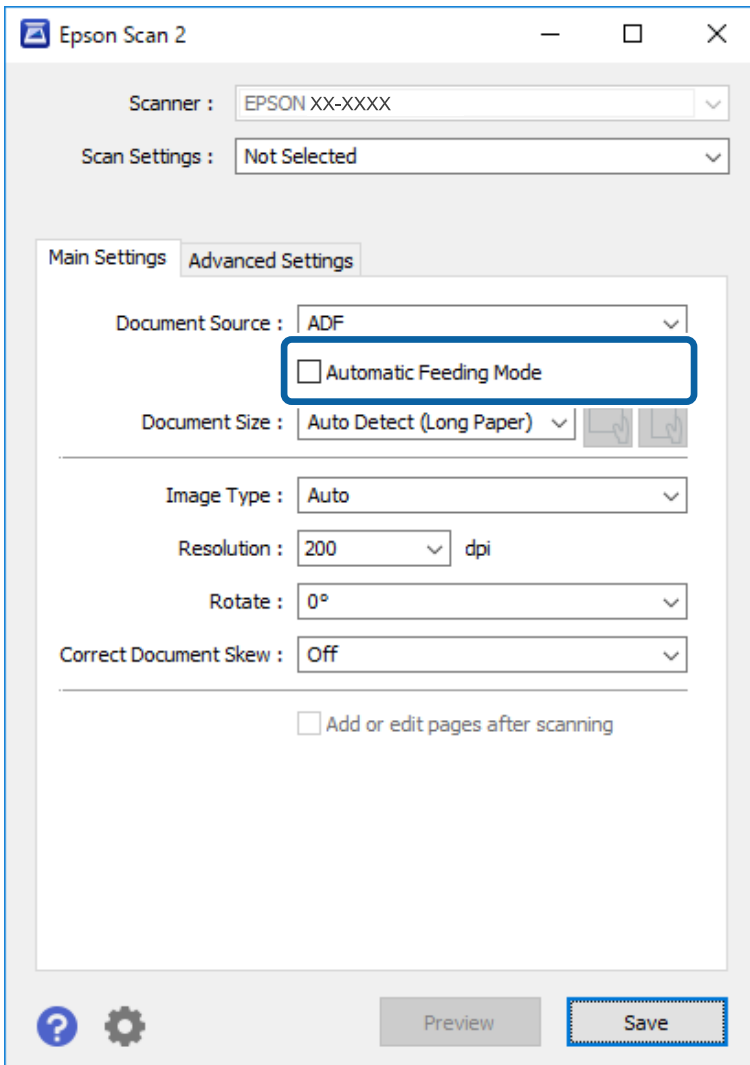 Epson Scan 2
Scanner : EPSON XX-XXXX
Scan Settings : Not Selected
Main Settings Advanced Settings
Document Source : ADF
Automatic Feeding Mode
Document Size : Auto Detect (Long Paper)
Image Type : Auto
Resolution : 200 dpi
Rotate : 0°
Correct Document Skew : Off
Add or edit pages after scanning
? Preview Save